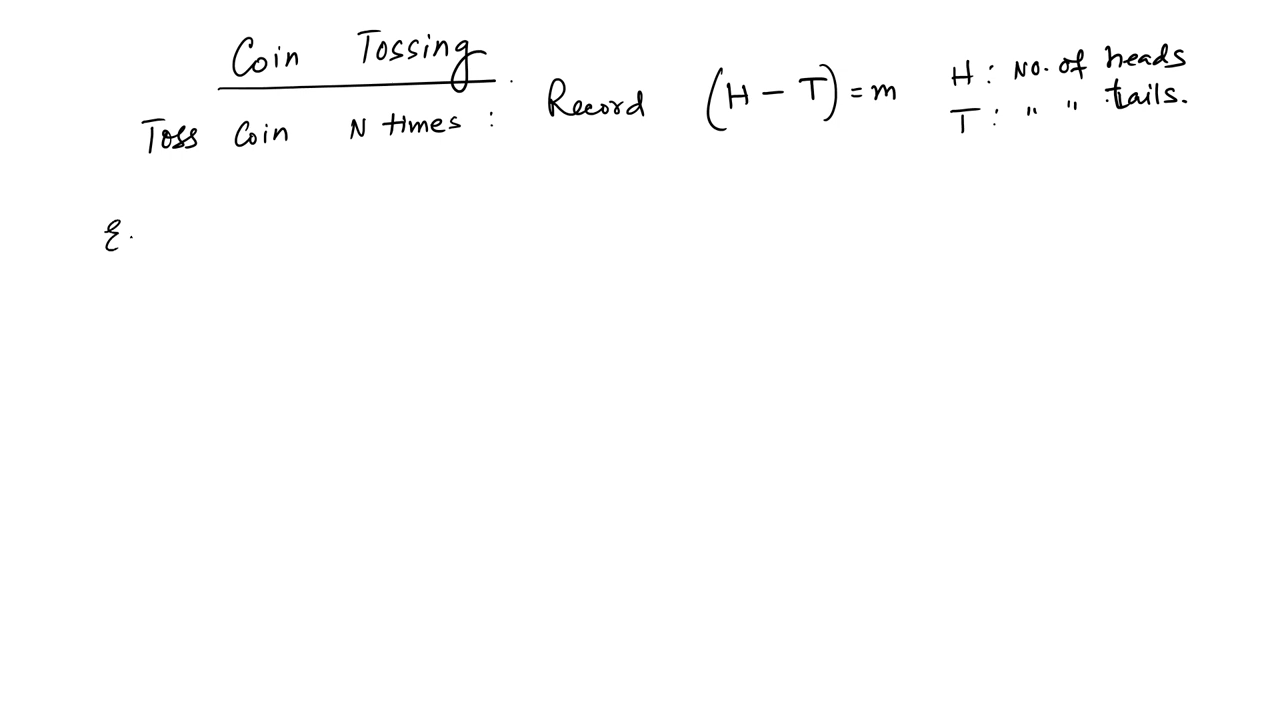 Coin Tossing
Toss Coin N times : Record (H - T) = m
H : No. of heads
T : " " tails.
ξ.